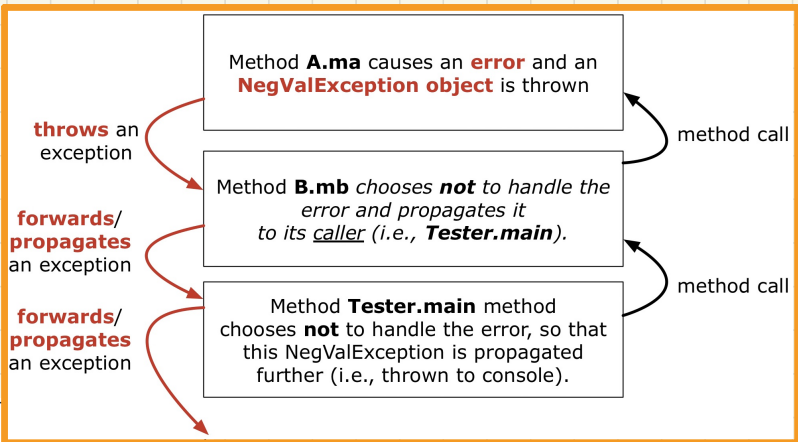 Method A.ma causes an error and an
NegValException object is thrown
throws an
exception
method call
Method B.mb chooses not to handle the
error and propagates it
to its caller (i.e., Tester.main).
forwards/
propagates
an exception
method call
Method Tester.main method
chooses not to handle the error, so that
this NegValException is propagated
further (i.e., thrown to console).
forwards/
propagates
an exception